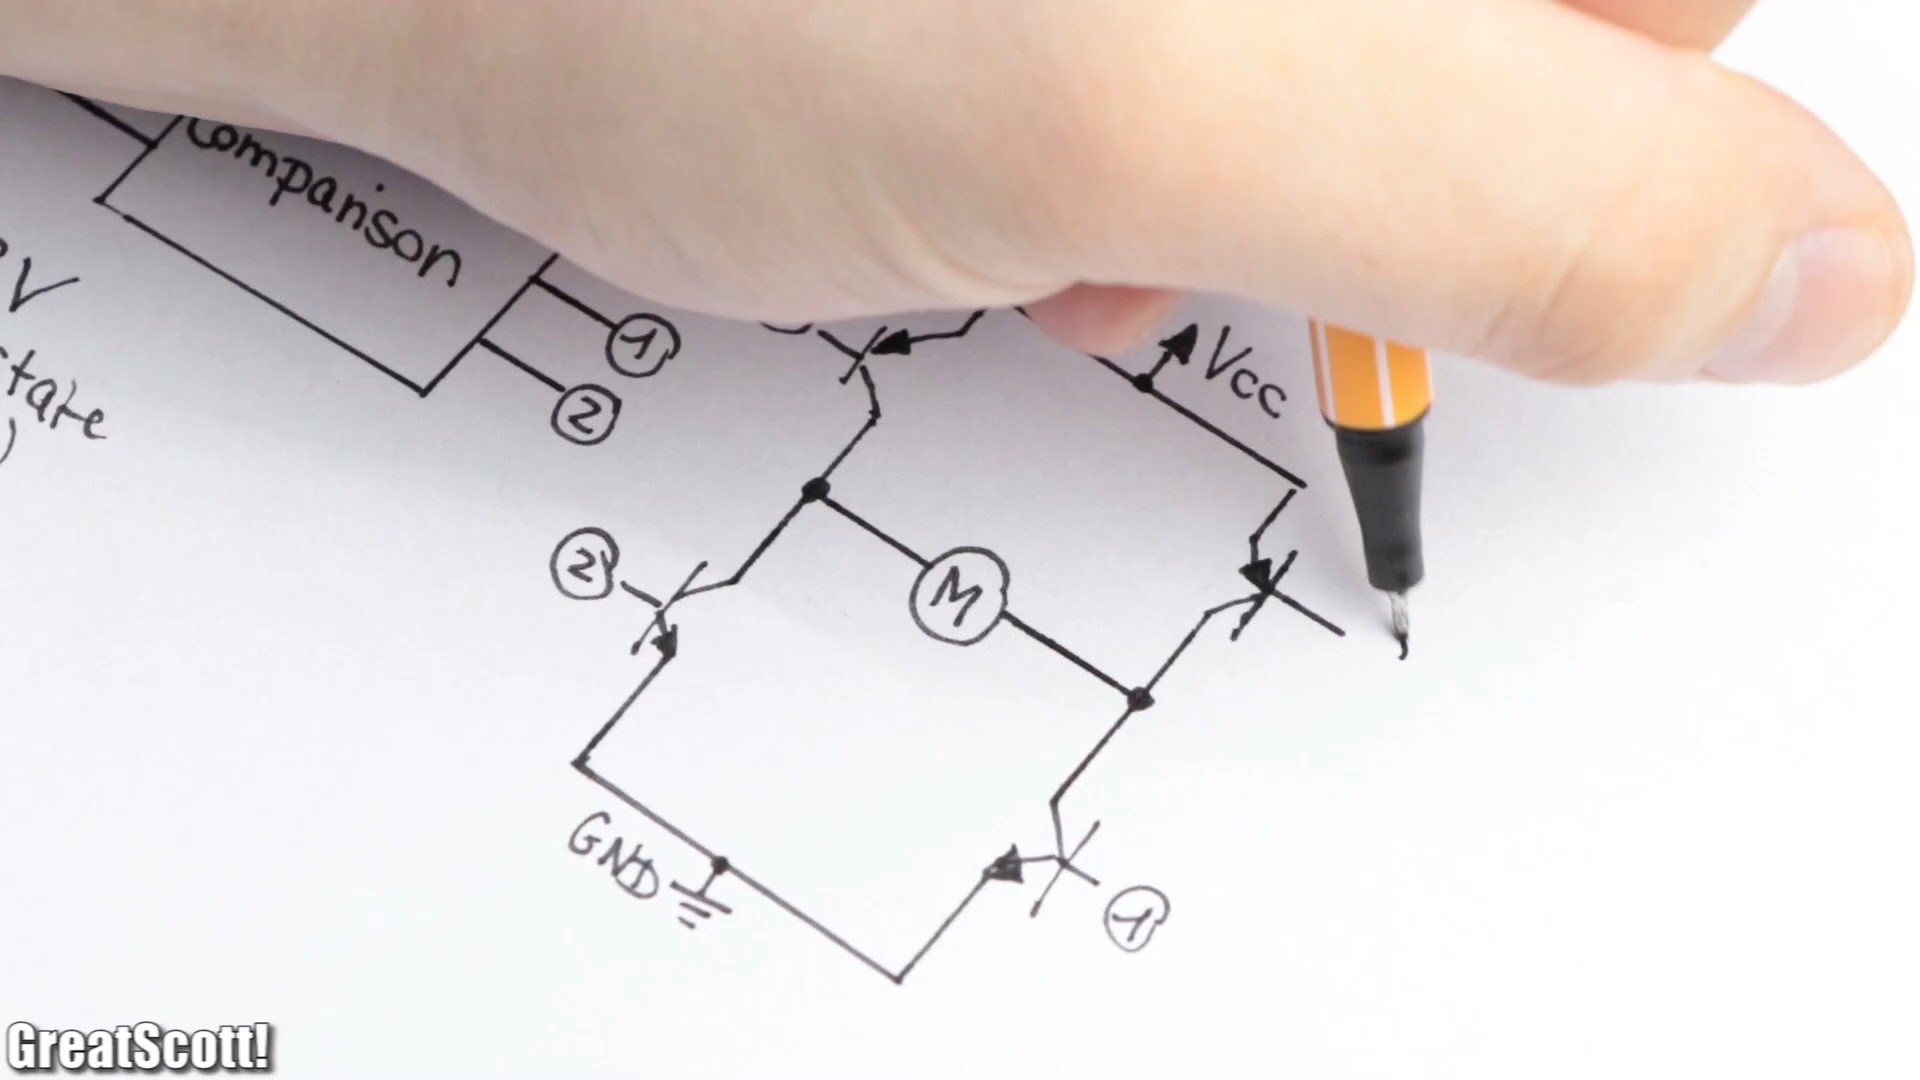 Comparison
V
state
)
1
2
Vcc
2
M
GND
1
GreatScott!